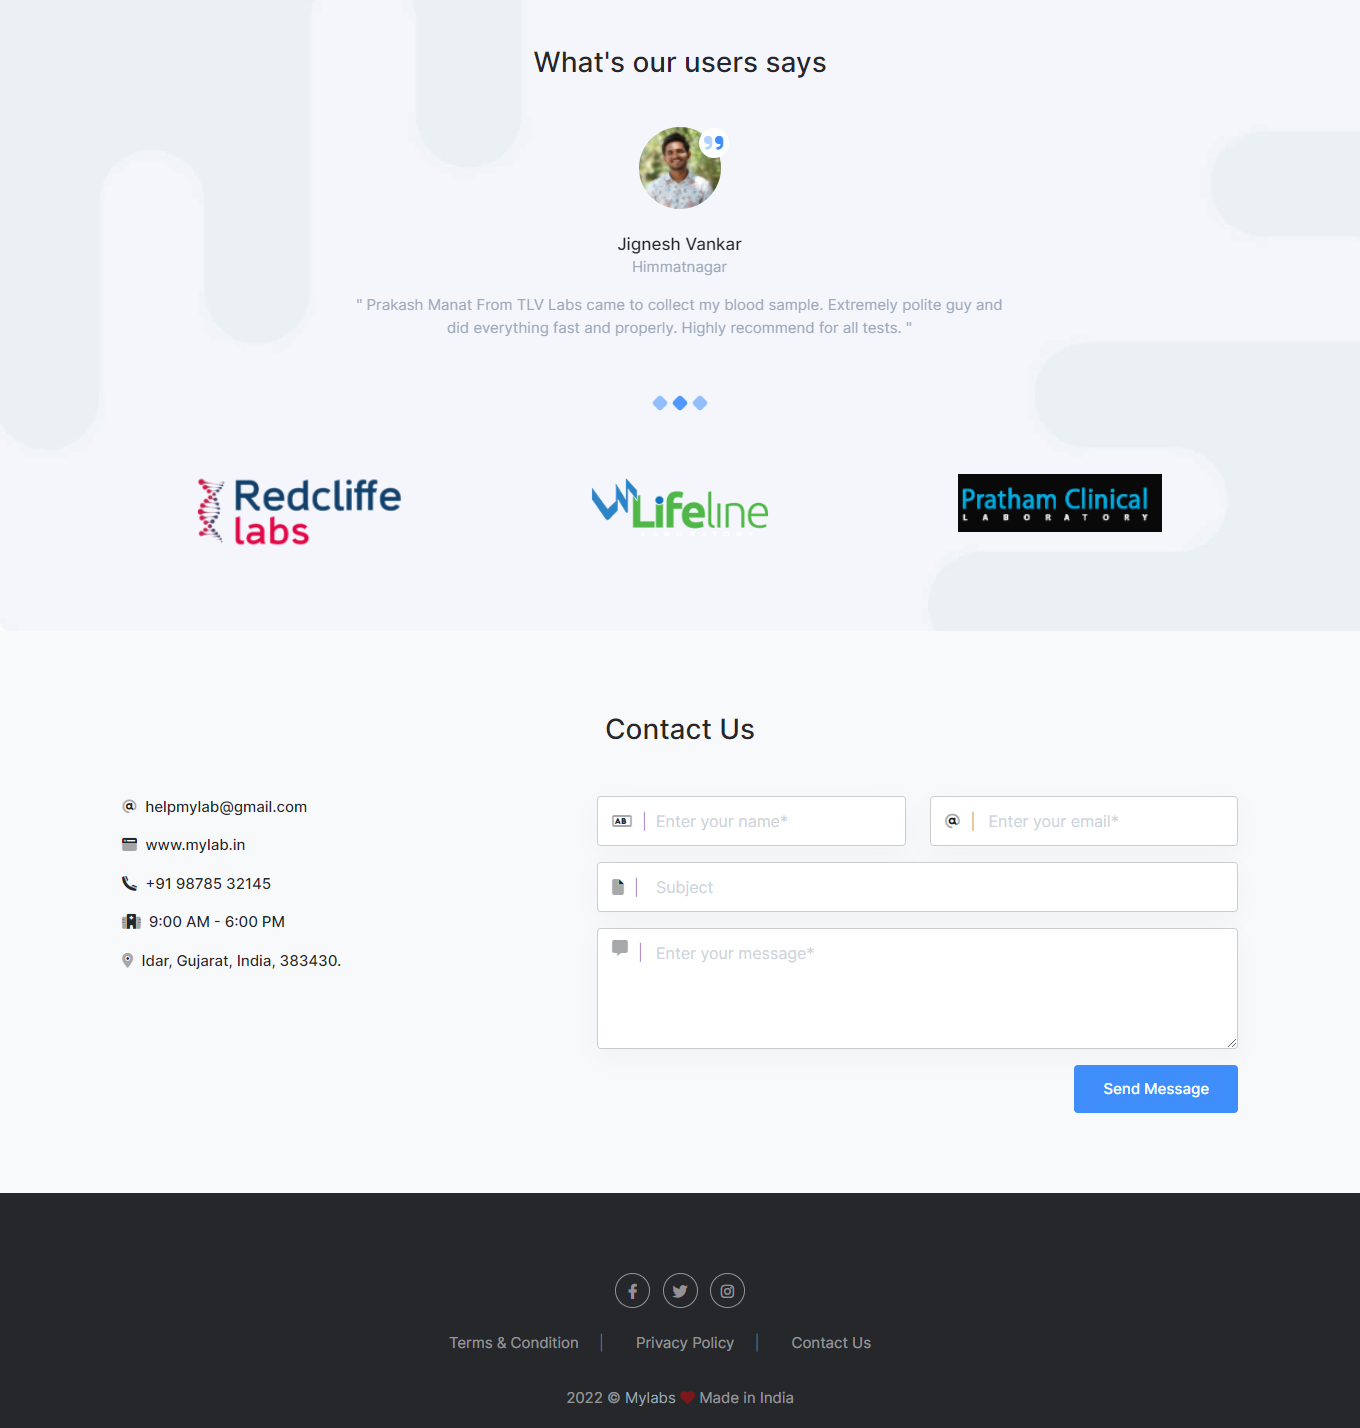 What's our users says
Jignesh Vankar
Himmatnagar
" Prakash Manat From TLV Labs came to collect my blood sample. Extremely polite guy and
did everything fast and properly. Highly recommend for all tests. "
Redcliffe
labs
Lifeline
Pratham Clinical
LABORATORY
Contact Us
helpmylab@gmail.com
www.mylab.in
+91 98785 32145
9:00 AM - 6:00 PM
Idar, Gujarat, India, 383430.
AB | Enter your name*
@ | Enter your email*
| Subject
| Enter your message*
Send Message
Terms & Condition | Privacy Policy | Contact Us
2022 © Mylabs ❤ Made in India